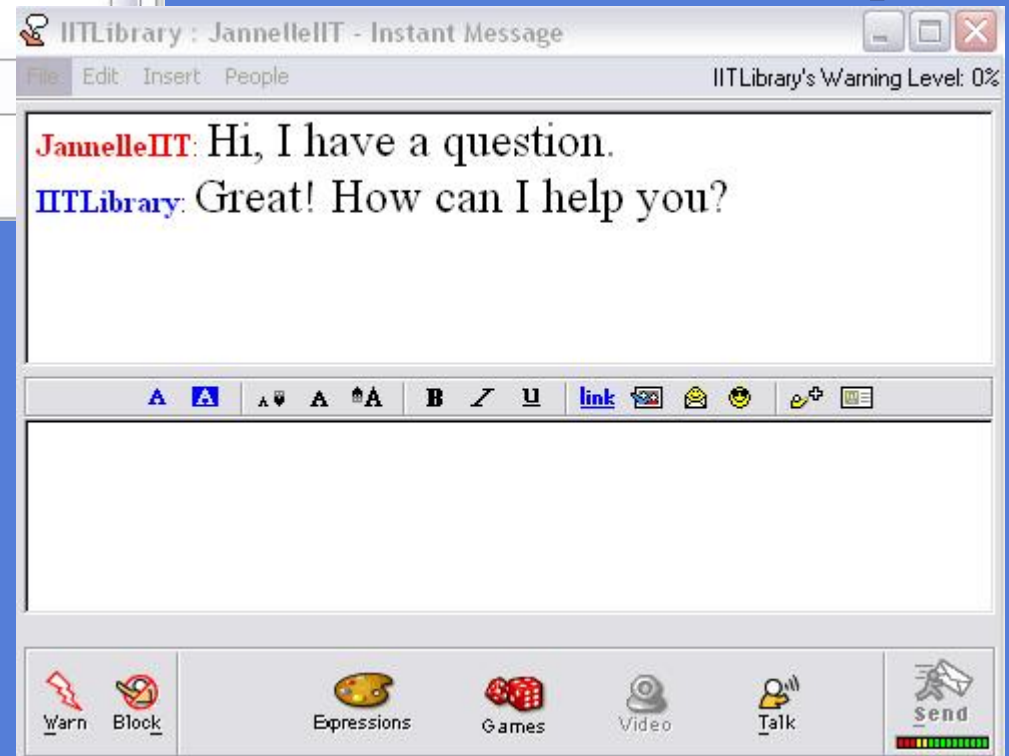 IITLibrary : JannelleIIT - Instant Message
File Edit Insert People IITLibrary's Warning Level: 0%
JannelleIIT: Hi, I have a question.
IITLibrary: Great! How can I help you?
A A A A A B I U link
Warn Block Expressions Games Video Talk Send